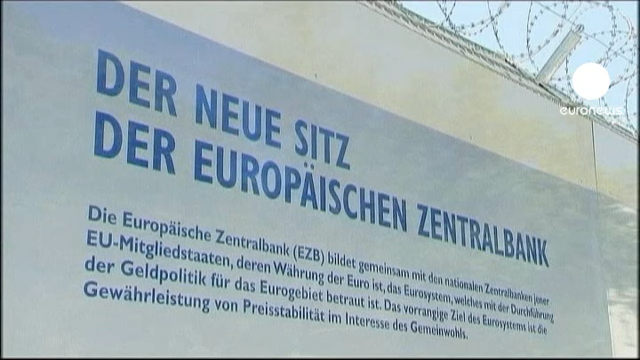 DER NEUE SITZ
DER EUROPÄISCHEN ZENTRALBANK
Die Europäische Zentralbank (EZB) bildet gemeinsam mit den nationalen Zentralbanken jener
EU-Mitgliedstaaten, deren Währung der Euro ist, das Eurosystem, welches mit der Durchführung
der Geldpolitik für das Eurogebiet betraut ist. Das vorrangige Ziel des Eurosystems ist die
Gewährleistung von Preisstabilität im Interesse des Gemeinwohls.
euronews